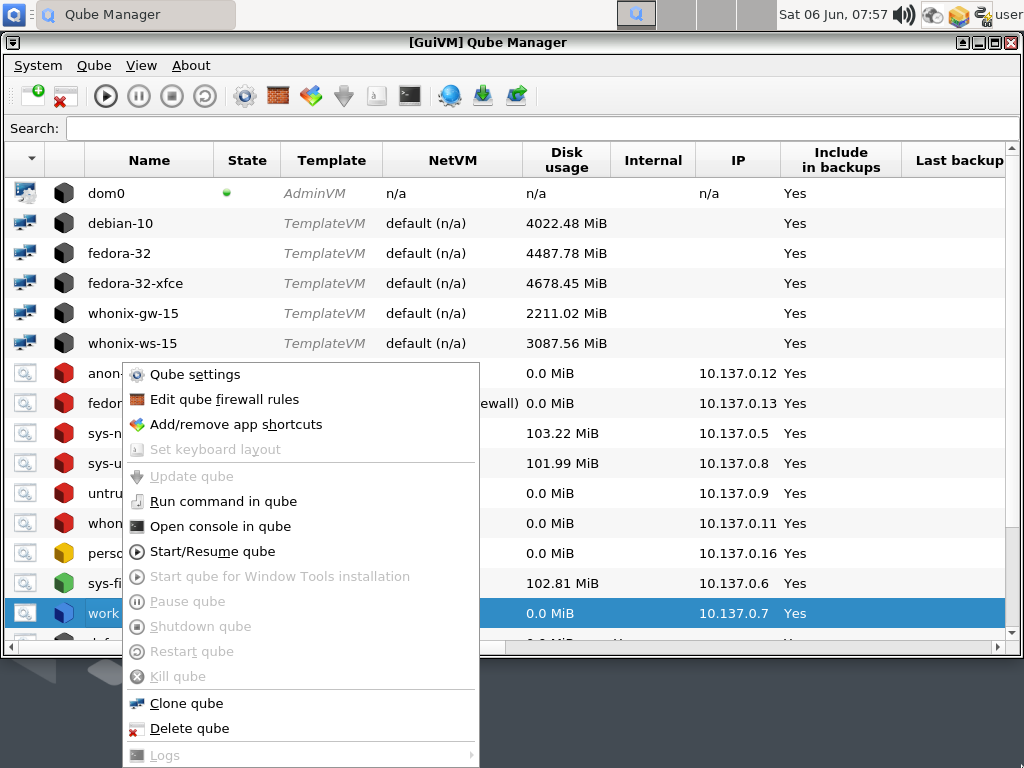 Qube Manager
Sat 06 Jun, 07:57
user
[GuiVM] Qube Manager
System Qube View About
Search:
Name State Template NetVM Disk usage Internal IP Include in backups Last backup
dom0 AdminVM n/a n/a n/a Yes
debian-10 TemplateVM default (n/a) 4022.48 MiB Yes
fedora-32 TemplateVM default (n/a) 4487.78 MiB Yes
fedora-32-xfce TemplateVM default (n/a) 4678.45 MiB Yes
whonix-gw-15 TemplateVM default (n/a) 2211.02 MiB Yes
whonix-ws-15 TemplateVM default (n/a) 3087.56 MiB Yes
anon- 0.0 MiB 10.137.0.12 Yes
fedor ewall) 0.0 MiB 10.137.0.13 Yes
sys-n 103.22 MiB 10.137.0.5 Yes
sys-u 101.99 MiB 10.137.0.8 Yes
untru 0.0 MiB 10.137.0.9 Yes
whon 0.0 MiB 10.137.0.11 Yes
perso 0.0 MiB 10.137.0.16 Yes
sys-fi 102.81 MiB 10.137.0.6 Yes
work 0.0 MiB 10.137.0.7 Yes
Qube settings
Edit qube firewall rules
Add/remove app shortcuts
Set keyboard layout
Update qube
Run command in qube
Open console in qube
Start/Resume qube
Start qube for Window Tools installation
Pause qube
Shutdown qube
Restart qube
Kill qube
Clone qube
Delete qube
Logs